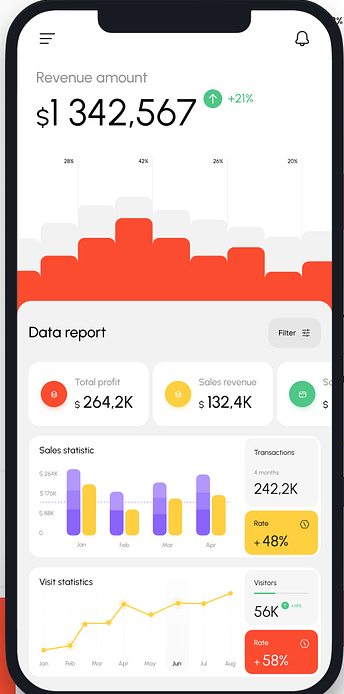 %
Revenue amount
$1 342,567
+21%
28% 42% 26% 20%
Data report
Filter
Total profit
$ 264,2K
Sales revenue
$ 132,4K
$
Sales statistic
$ 264K
$ 176K
$ 88K
0
Jan Feb Mar Apr
Transactions
4 months
242,2K
Rate
+ 48%
Visit statistics
Jan Feb Mar Apr May Jun Jul Aug
Visitors
56K
+14%
Rate
+ 58%